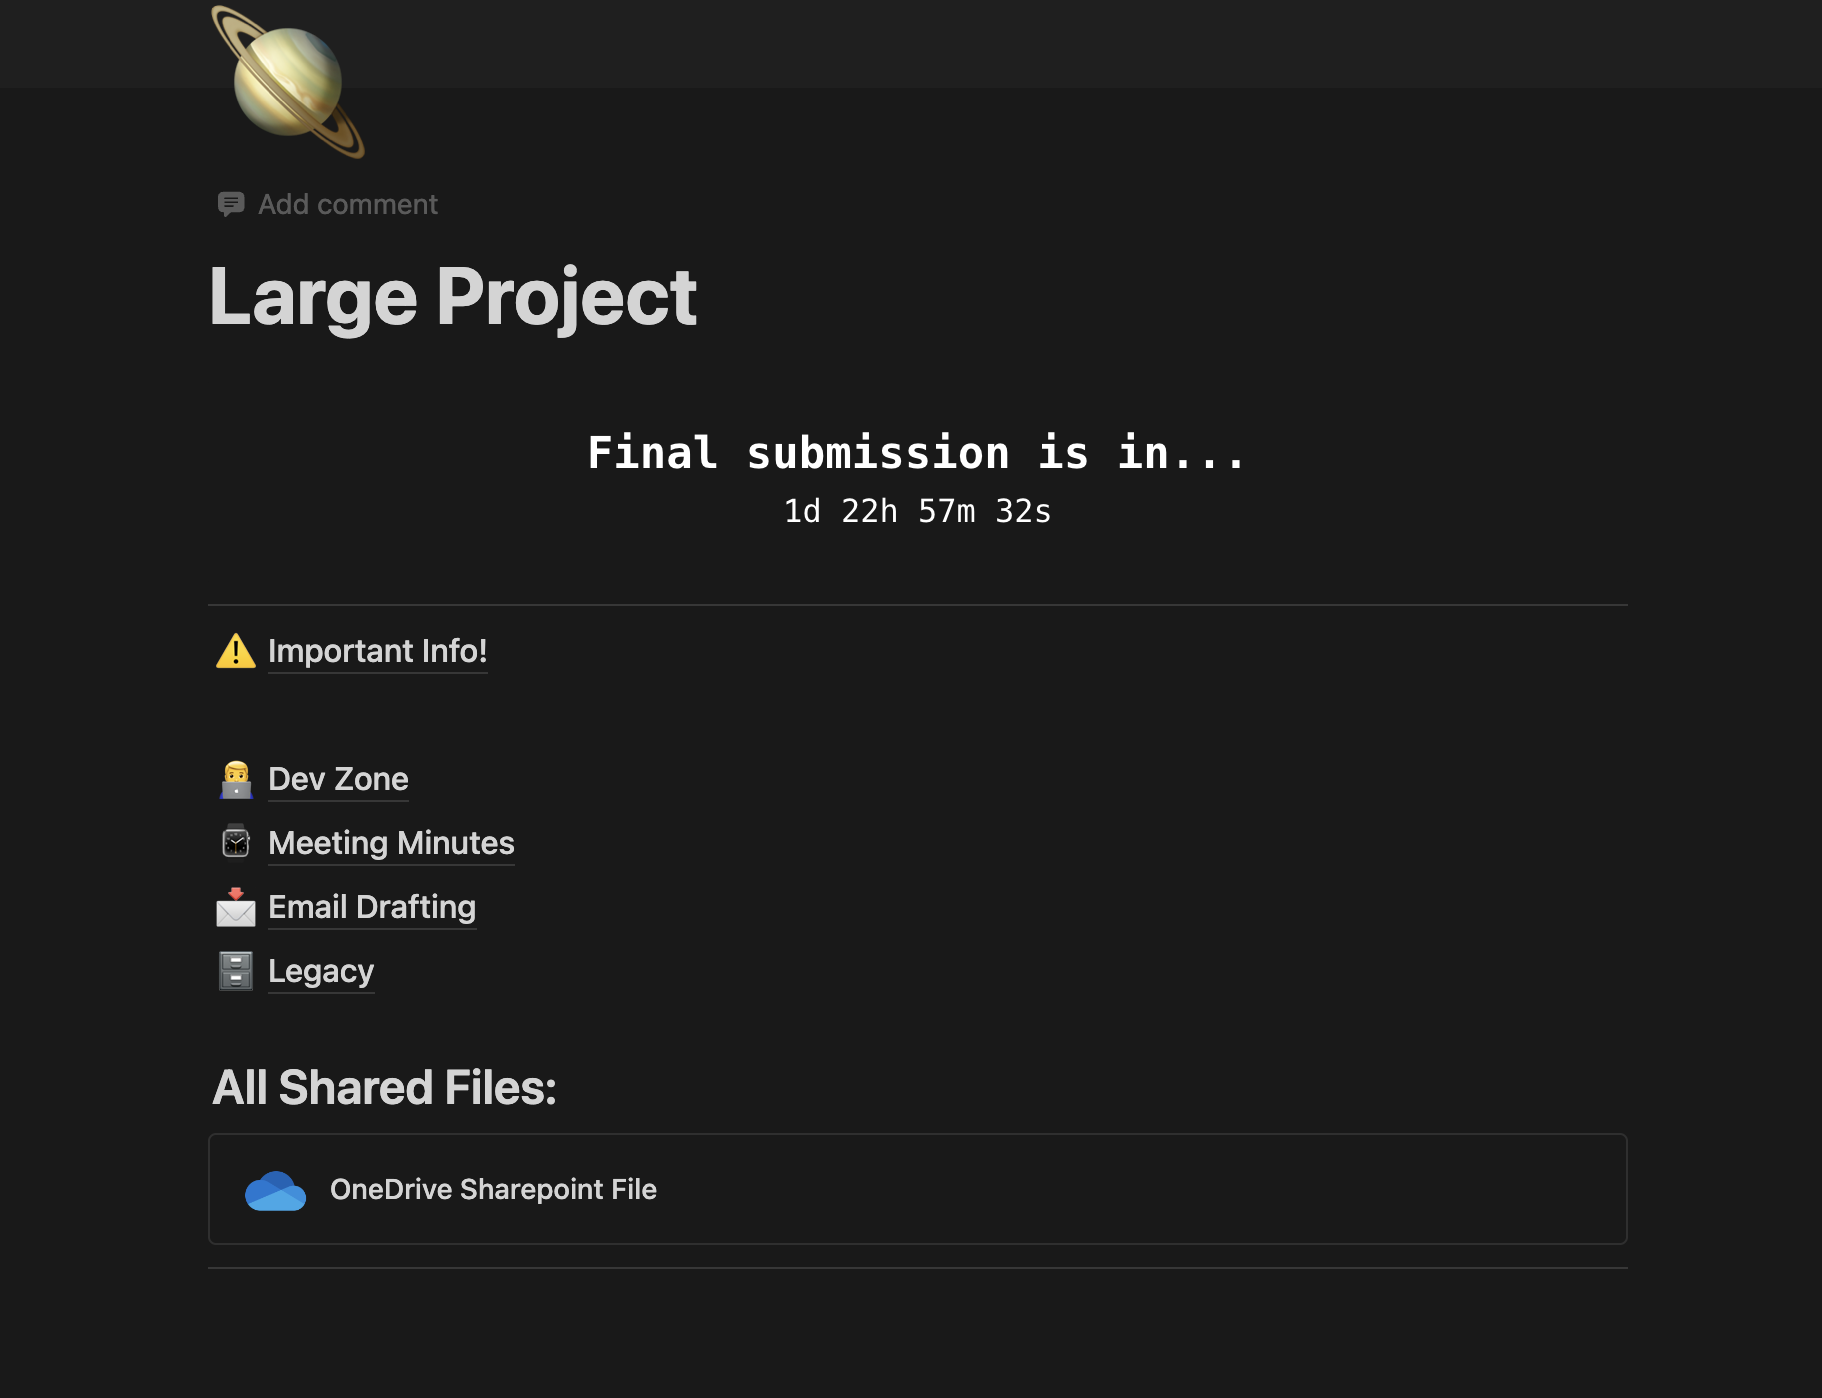 Add comment
Large Project
Final submission is in...
1d 22h 57m 32s
Important Info!
Dev Zone
Meeting Minutes
Email Drafting
Legacy
All Shared Files:
OneDrive Sharepoint File